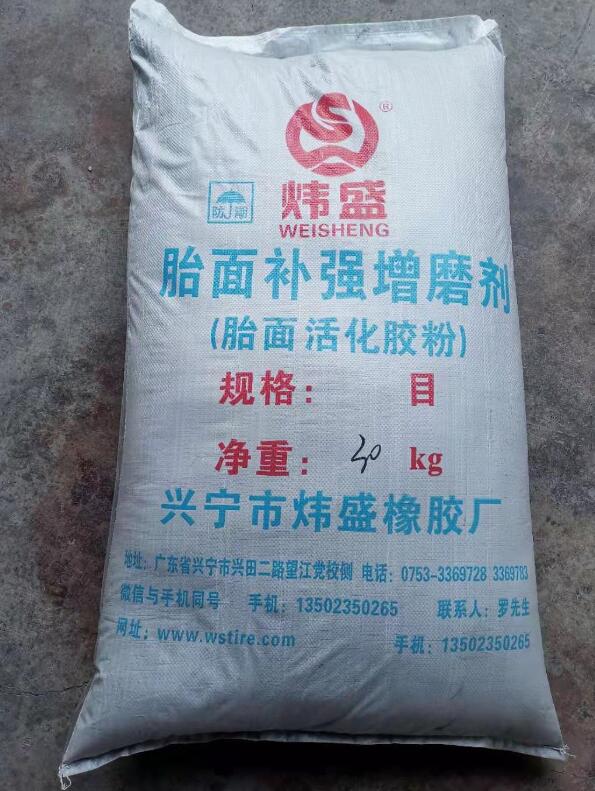 ®
防潮
炜盛
WEISHENG
胎面补强增磨剂
(胎面活化胶粉)
规格: 目
净重: 30 kg
兴宁市炜盛橡胶厂
地址: 广东省兴宁市兴田二路望江党校侧 电话: 0753-3369728 3369783
微信与手机同号 手机: 13502350265 联系人: 罗先生
网址: www.wstire.com 手机: 13502350265